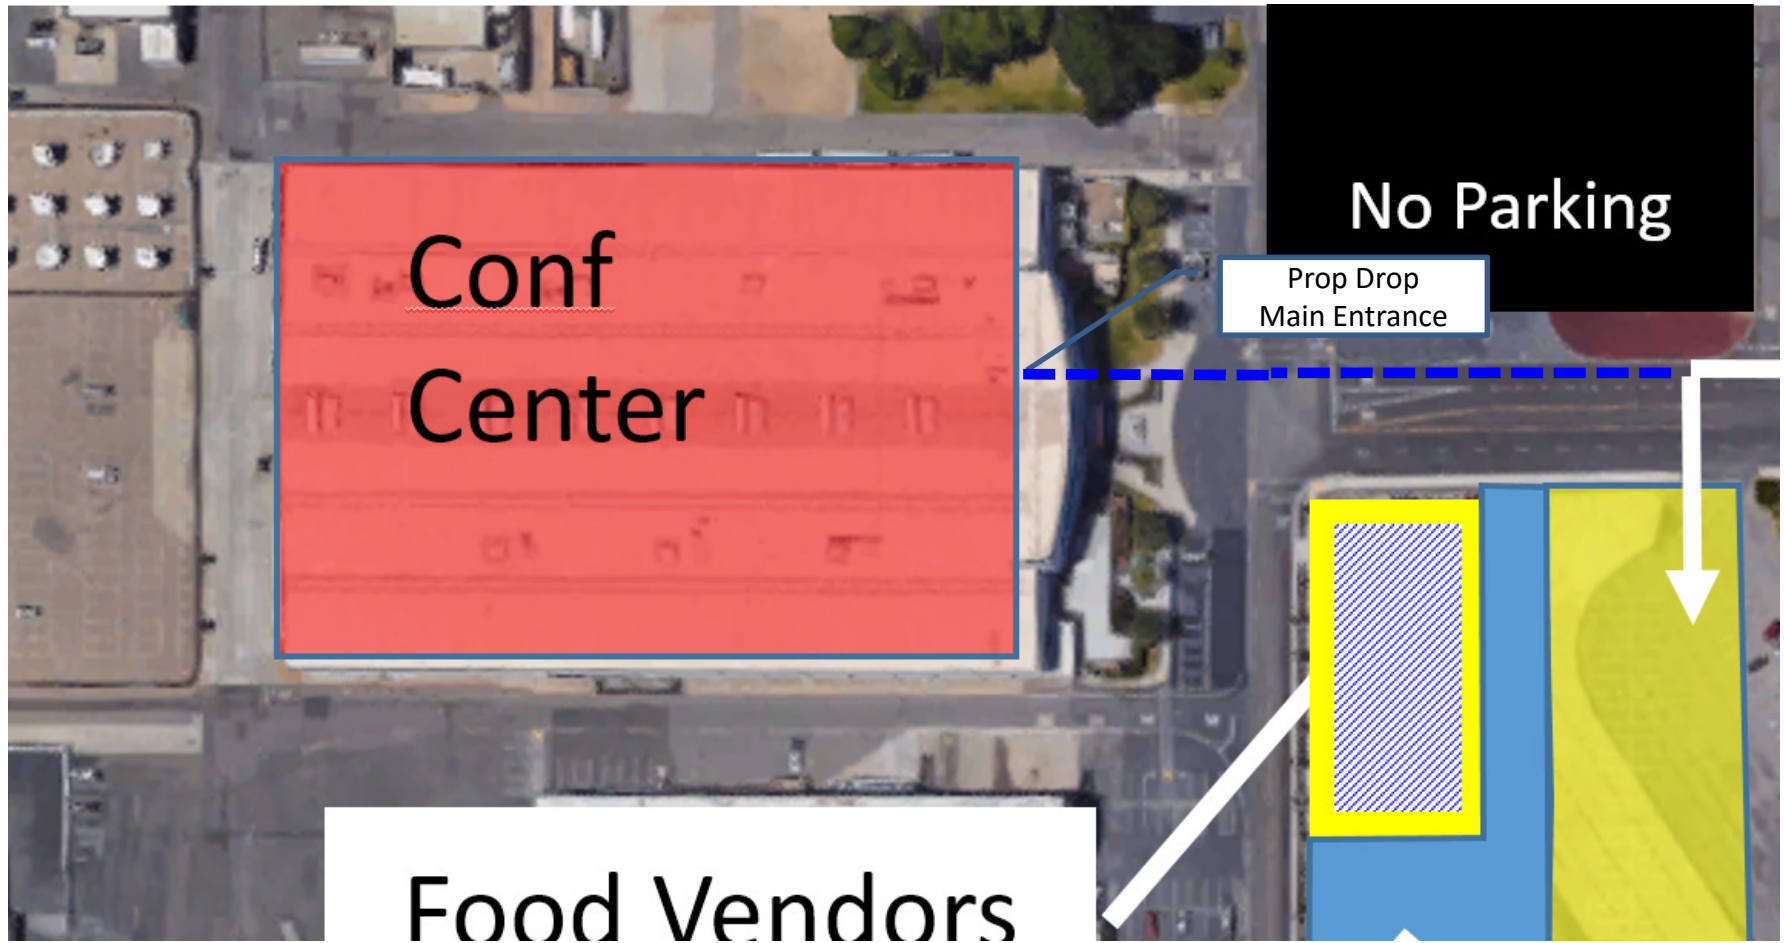 No Parking
Conf
Center
Prop Drop
Main Entrance
Food Vendors